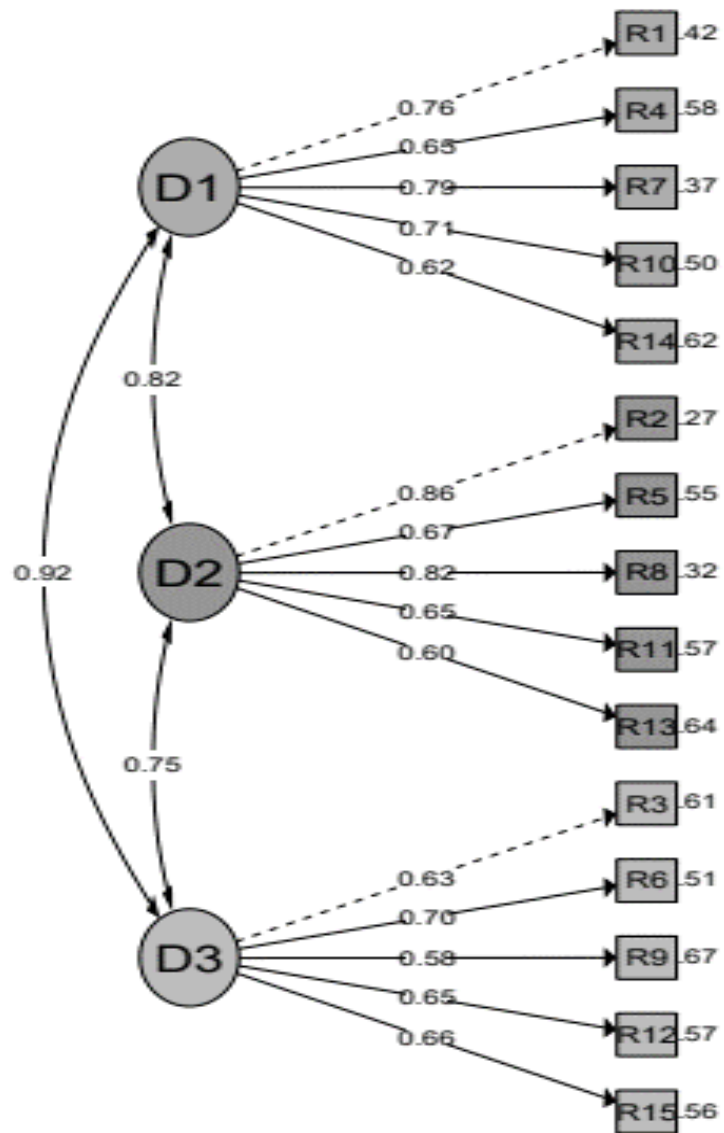 R1 .42
0.76
R4 .58
0.65
D1
0.79
R7 .37
0.71
R10 .50
0.62
R14 .62
0.82
R2 .27
0.86
R5 .55
0.67
0.92
D2
0.82
R8 .32
0.65
R11 .57
0.60
R13 .64
0.75
R3 .61
0.63
R6 .51
0.70
D3
0.58
R9 .67
0.65
R12 .57
0.66
R15 .56